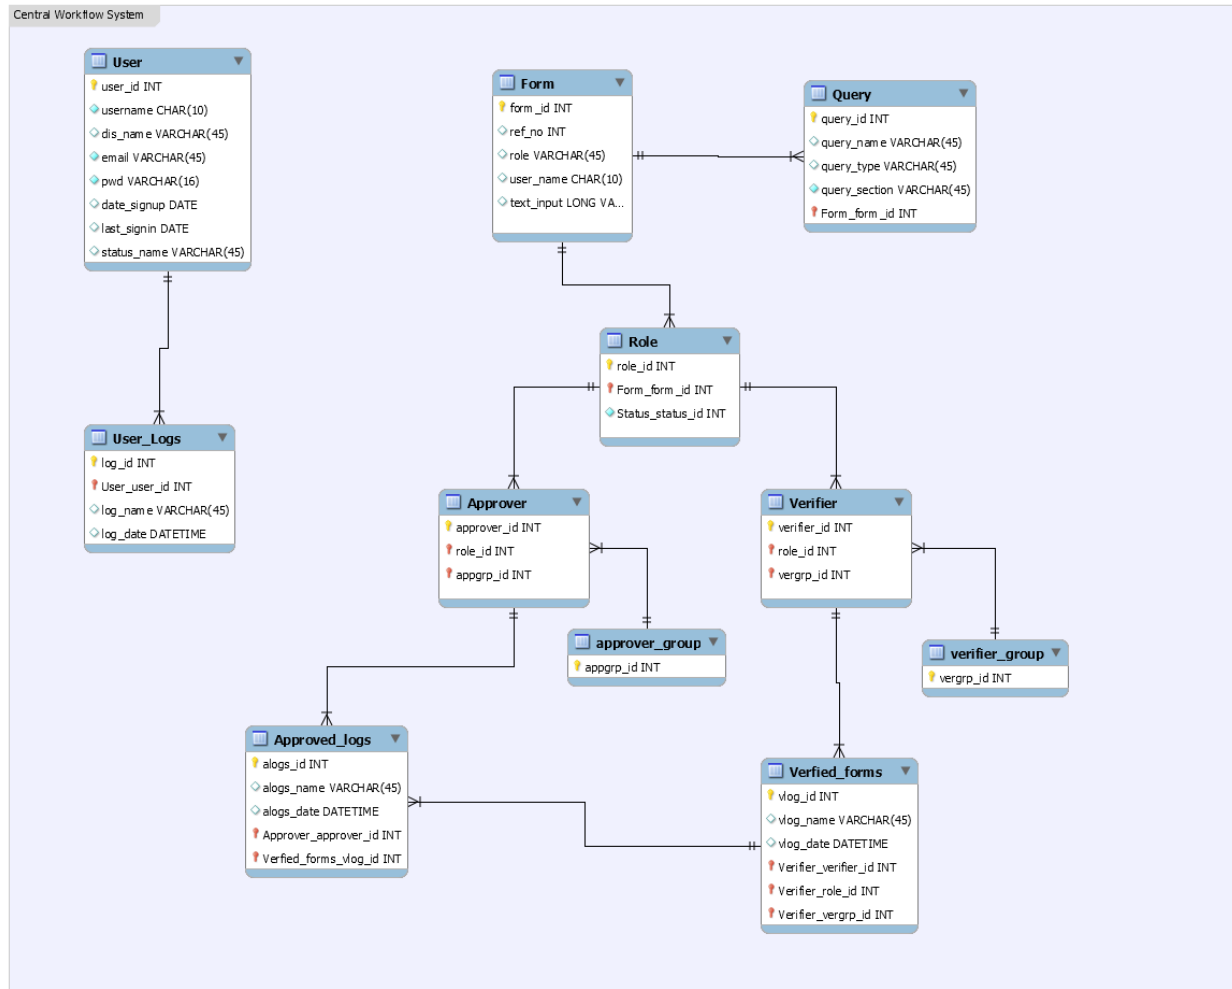 Central Workflow System
User
user_id INT
username CHAR(10)
dis_name VARCHAR(45)
email VARCHAR(45)
pwd VARCHAR(16)
date_signup DATE
last_signin DATE
status_name VARCHAR(45)
Form
form_id INT
ref_no INT
role VARCHAR(45)
user_name CHAR(10)
text_input LONG VA...
Query
query_id INT
query_name VARCHAR(45)
query_type VARCHAR(45)
query_section VARCHAR(45)
Form_form_id INT
Role
role_id INT
Form_form_id INT
Status_status_id INT
User_Logs
log_id INT
User_user_id INT
log_name VARCHAR(45)
log_date DATETIME
Approver
approver_id INT
role_id INT
appgrp_id INT
Verifier
verifier_id INT
role_id INT
vergrp_id INT
approver_group
appgrp_id INT
verifier_group
vergrp_id INT
Approved_logs
alogs_id INT
alogs_name VARCHAR(45)
alogs_date DATETIME
Approver_approver_id INT
Verfied_forms_vlog_id INT
Verfied_forms
vlog_id INT
vlog_name VARCHAR(45)
vlog_date DATETIME
Verifier_verifier_id INT
Verifier_role_id INT
Verifier_vergrp_id INT